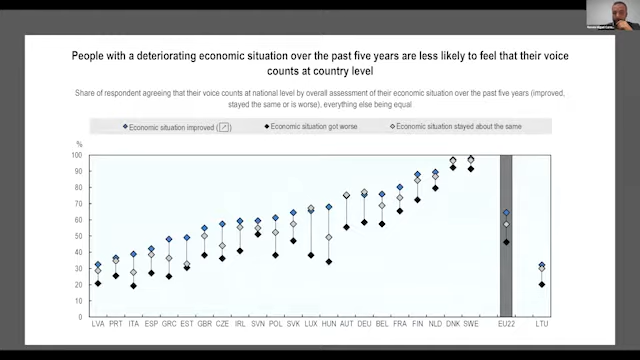 People with a deteriorating economic situation over the past five years are less likely to feel that their voice
counts at country level
Share of respondent agreeing that their voice counts at national level by overall assessment of their economic situation over the past five years (improved,
stayed the same or is worse), everything else being equal
Economic situation improved (↗) Economic situation got worse Economic situation stayed about the same
%
100
90
80
70
60
50
40
30
20
10
0
LVA PRT ITA ESP GRC EST GBR CZE IRL SVN POL SVK LUX HUN AUT DEU BEL FRA FIN NLD DNK SWE EU22 LTU